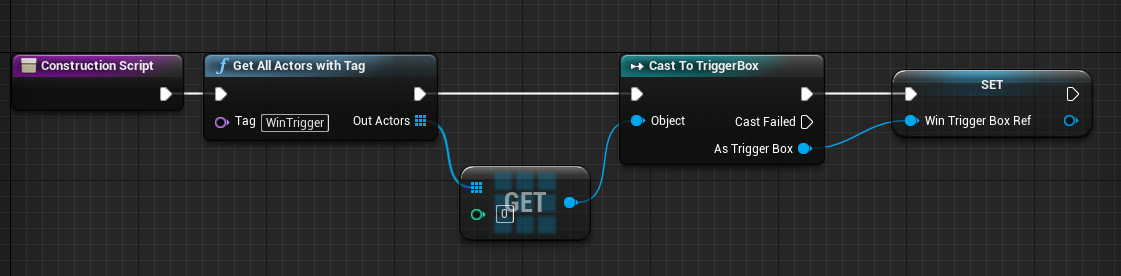 Construction Script
Get All Actors with Tag
Tag WinTrigger
Out Actors
GET
0
Cast To TriggerBox
Object
Cast Failed
As Trigger Box
SET
Win Trigger Box Ref